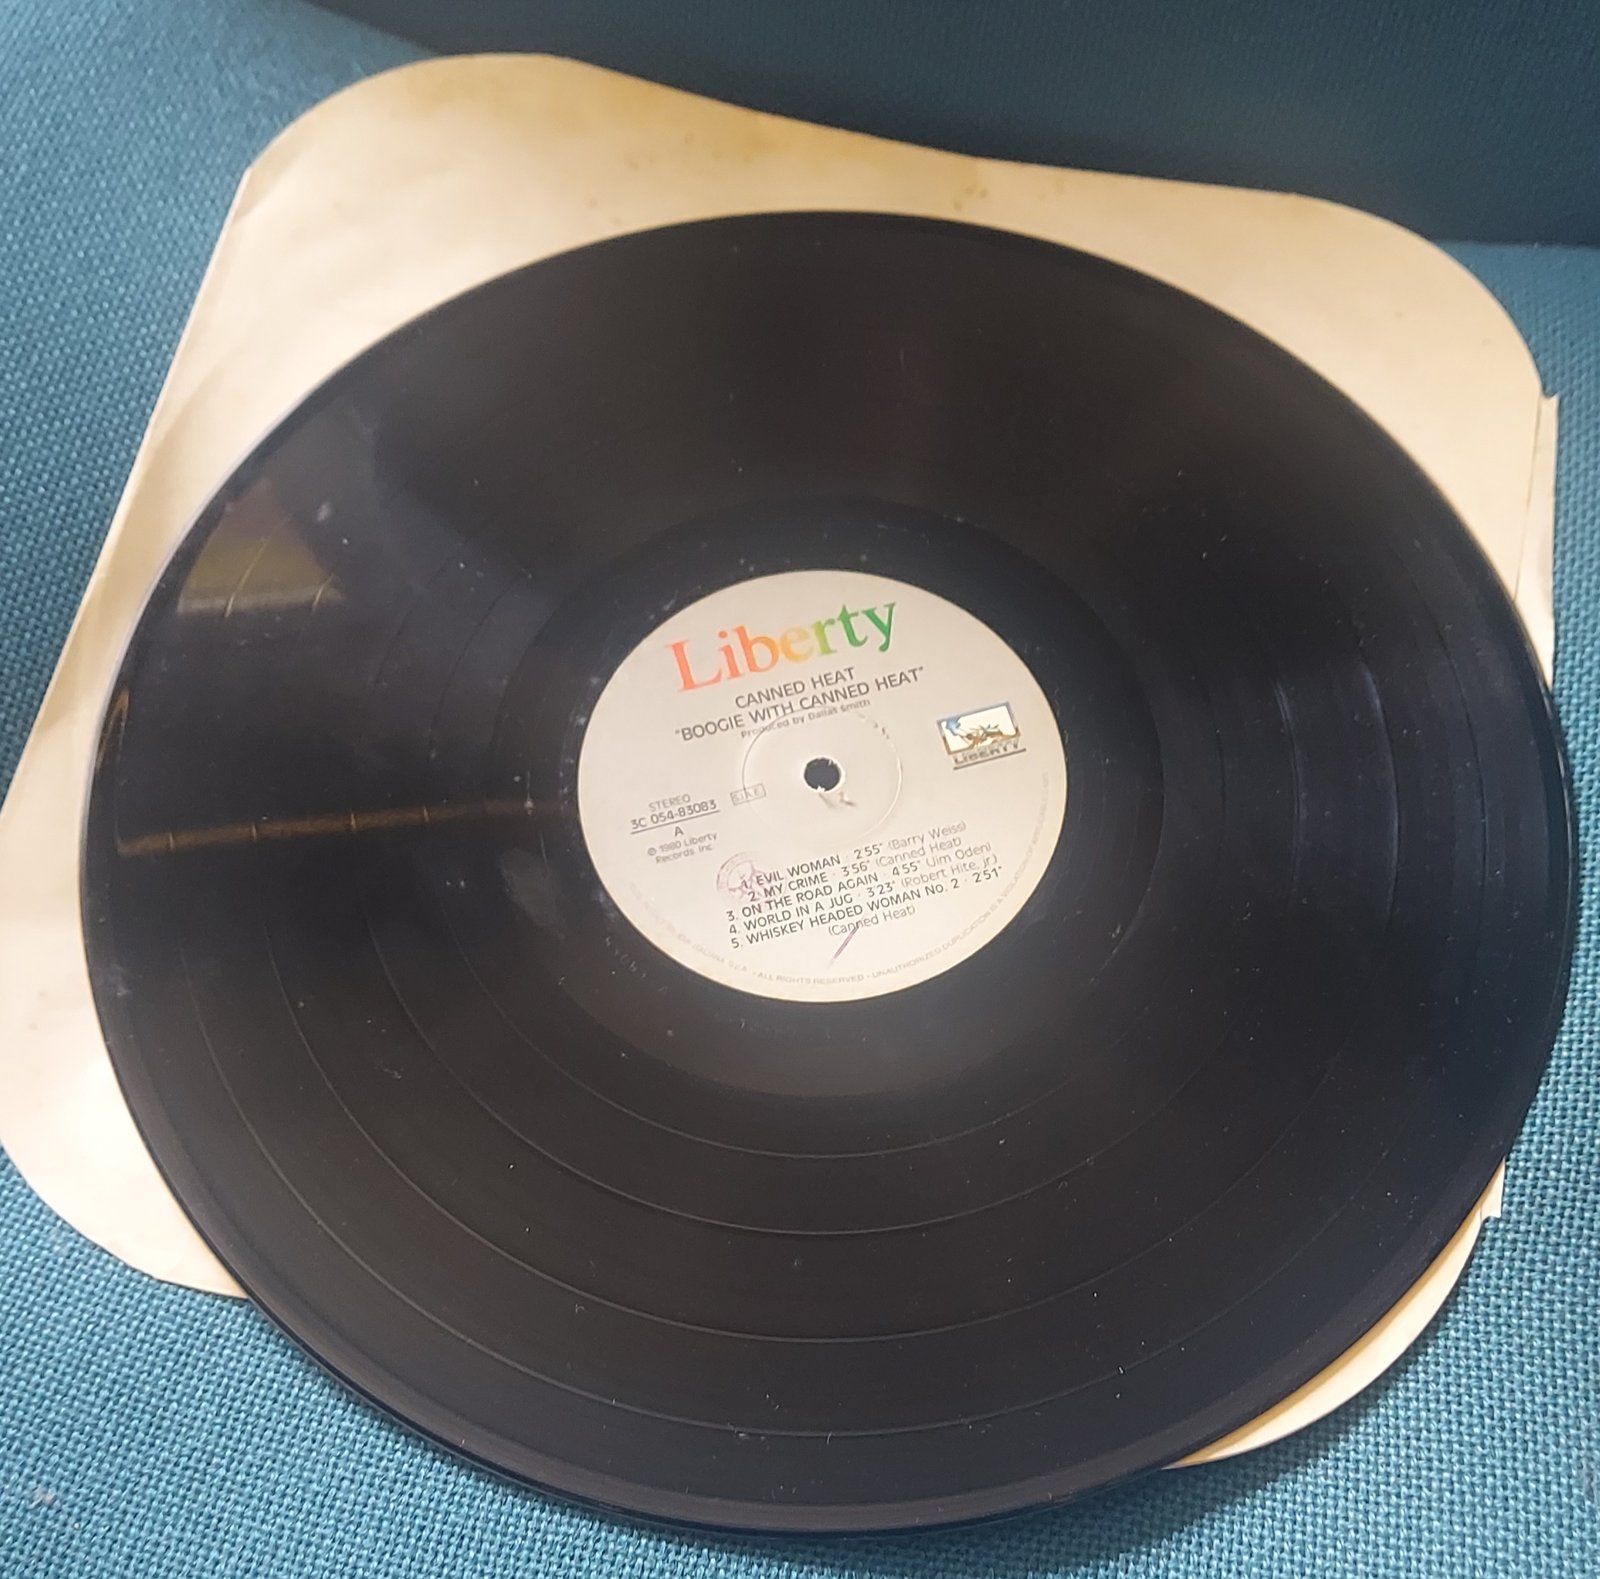 Liberty
CANNED HEAT
"BOOGIE WITH CANNED HEAT"
Produced by Dallas Smith
LIBERTY
STEREO
3C 054-83083
S.I.A.E.
A
℗ 1980 Liberty
Records Inc.
1. EVIL WOMAN · 2'55" (Barry Weiss)
2. MY CRIME · 3'56" (Canned Heat)
3. ON THE ROAD AGAIN · 4'55" (Jim Oden)
4. WORLD IN A JUG · 3'23" (Robert Hite, jr.)
5. WHISKEY HEADED WOMAN No. 2 · 2'51"
(Canned Heat)
ITALIANA S.p.A. · ALL RIGHTS RESERVED · UNAUTHORIZED DUPLICATION IS A VIOLATION OF APPLICABLE LAWS